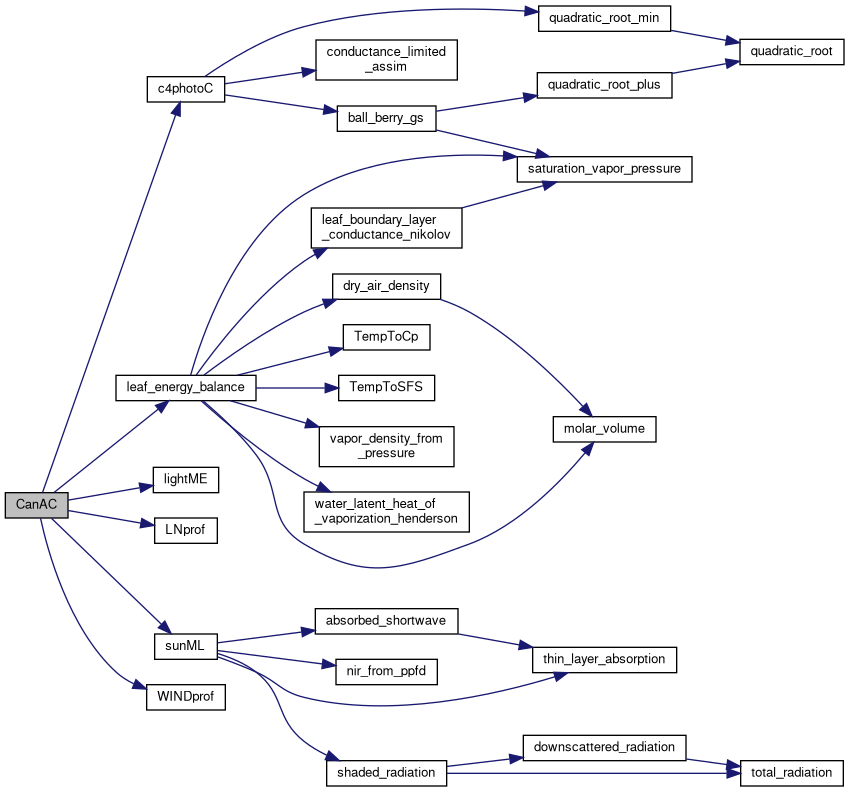 quadratic_root_min
quadratic_root
conductance_limited
_assim
c4photoC
quadratic_root_plus
ball_berry_gs
saturation_vapor_pressure
leaf_boundary_layer
_conductance_nikolov
dry_air_density
TempToCp
leaf_energy_balance
TempToSFS
molar_volume
vapor_density_from
_pressure
lightME
CanAC
water_latent_heat_of
_vaporization_henderson
LNprof
absorbed_shortwave
sunML
thin_layer_absorption
nir_from_ppfd
WINDprof
downscattered_radiation
shaded_radiation
total_radiation